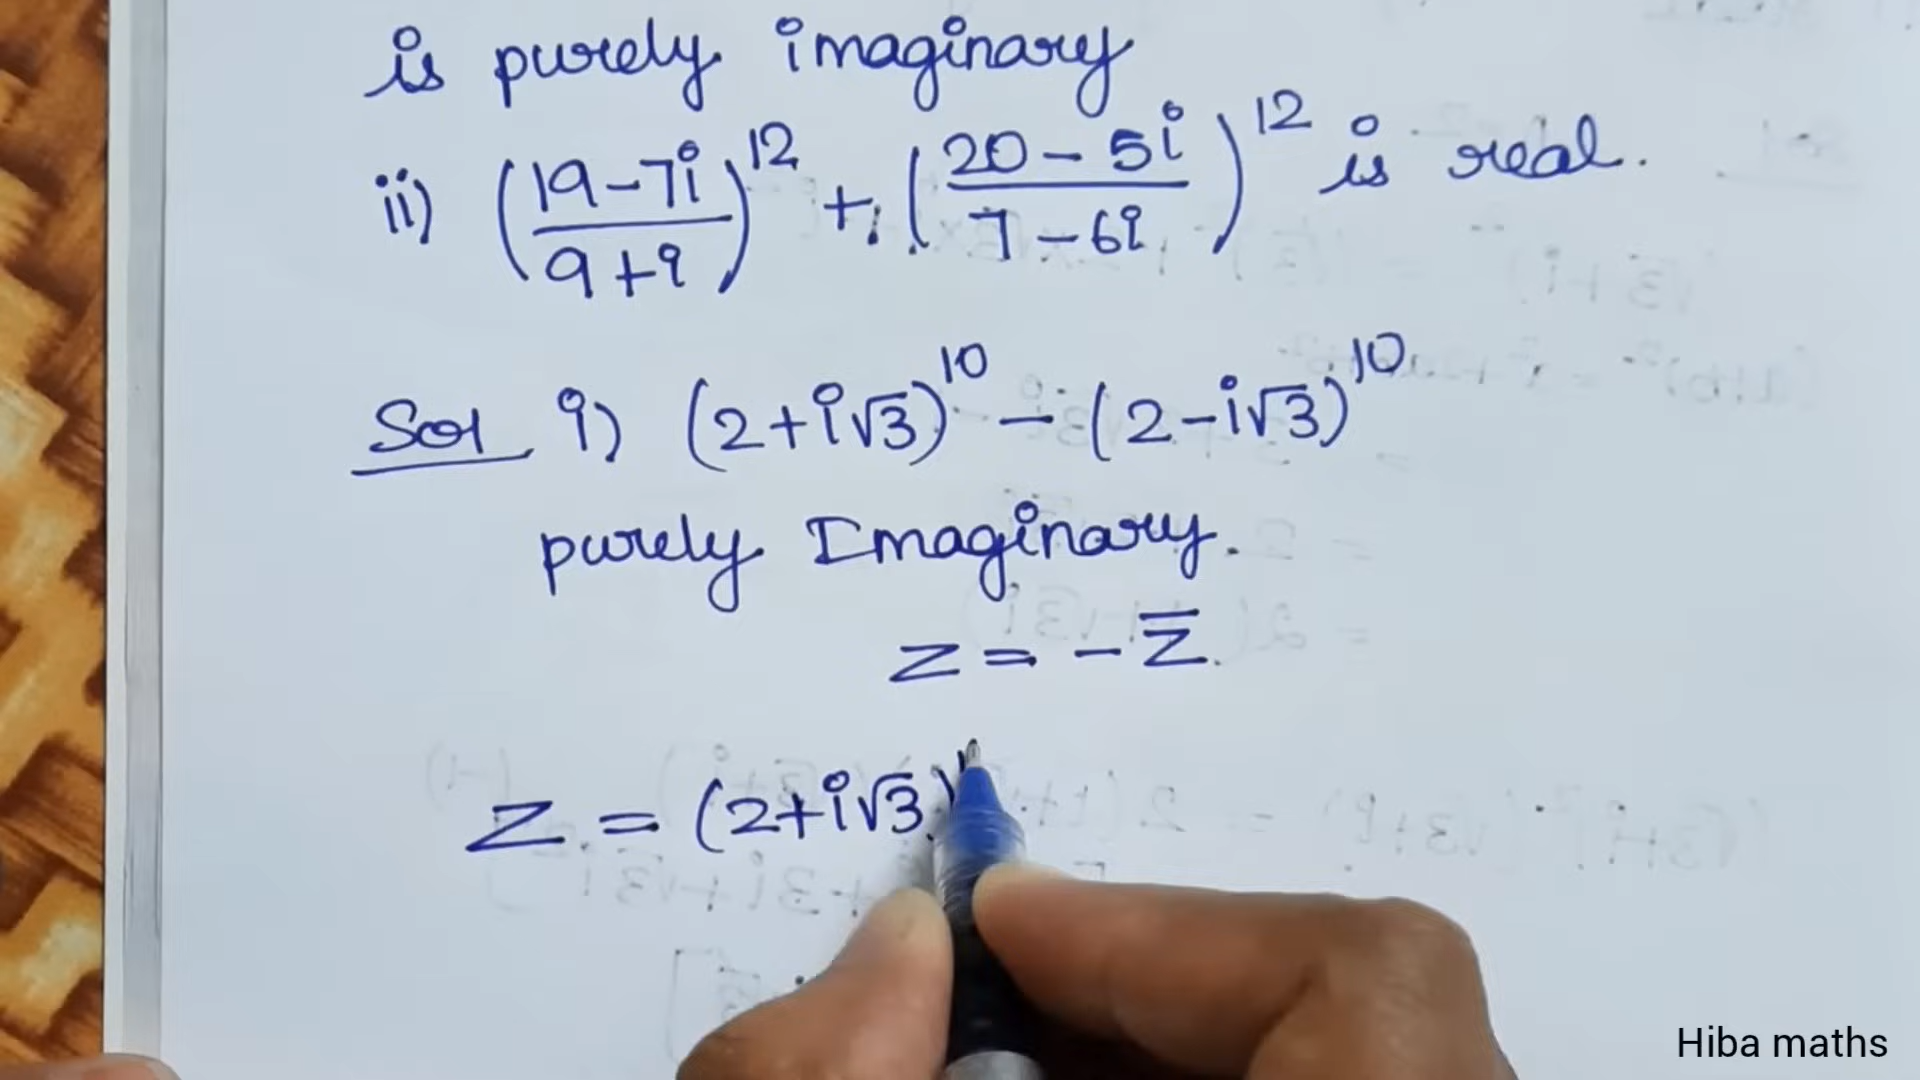 is purely imaginary
ii) (19-7i/9+i)^12 + (20-5i/7-6i)^12 is real.
Sol i) (2+i√3)^10 - (2-i√3)^10
purely Imaginary.
z = -z̅.
z = (2+i√3)
Hiba maths